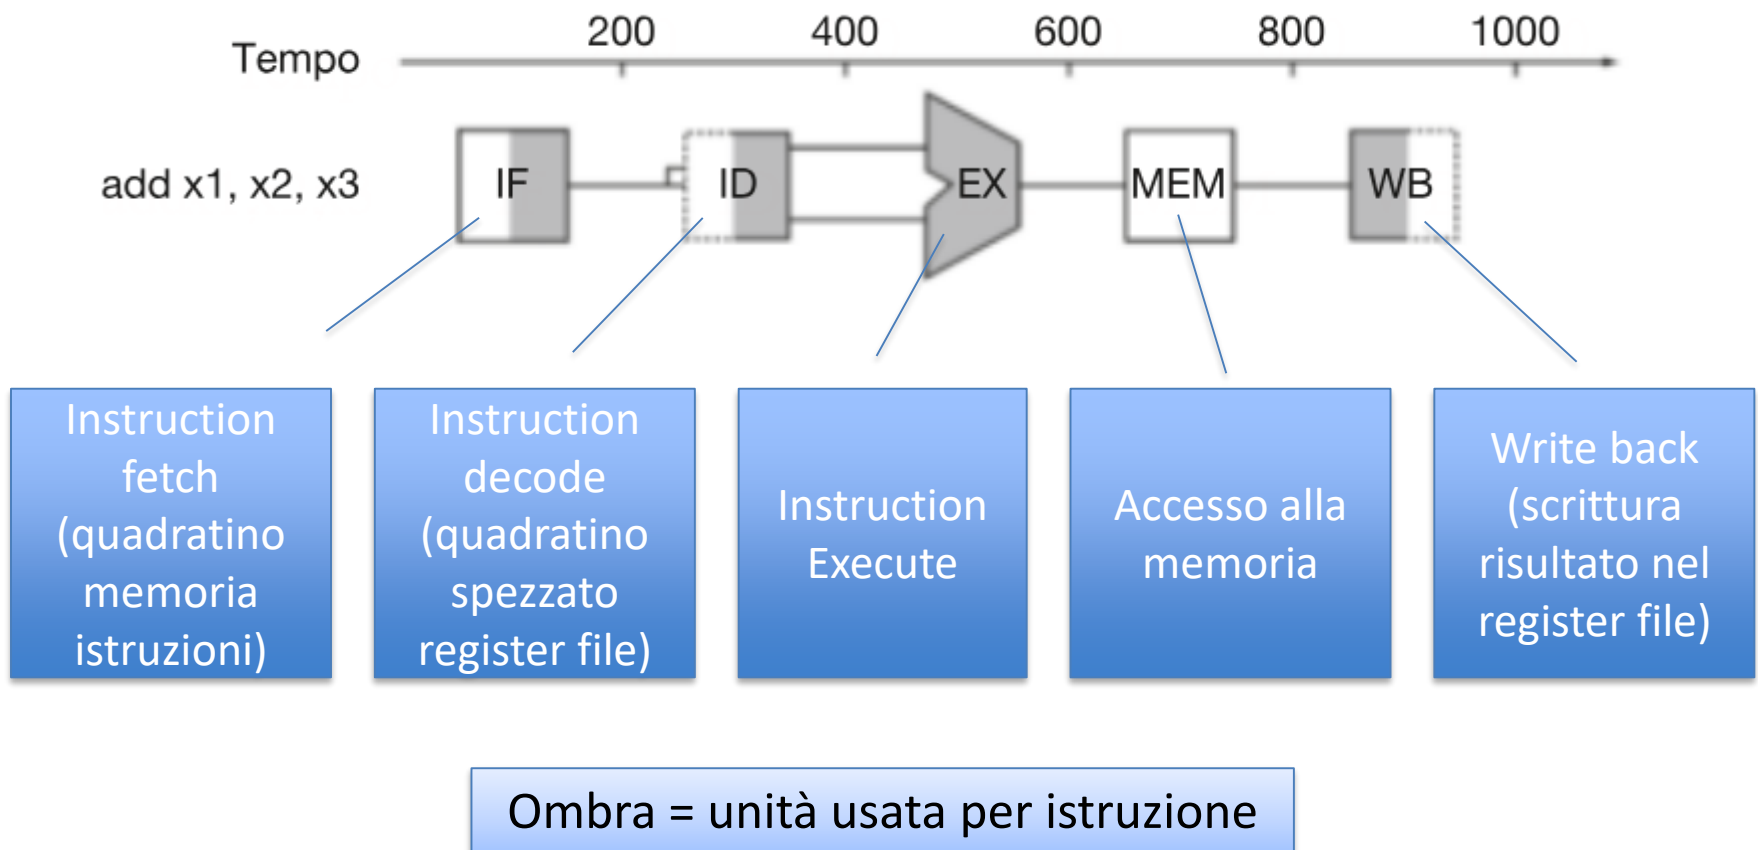 200 400 600 800 1000
Tempo
add x1, x2, x3 IF ID EX MEM WB
Instruction
fetch
(quadratino
memoria
istruzioni)
Instruction
decode
(quadratino
spezzato
register file)
Instruction
Execute
Accesso alla
memoria
Write back
(scrittura
risultato nel
register file)
Ombra = unità usata per istruzione